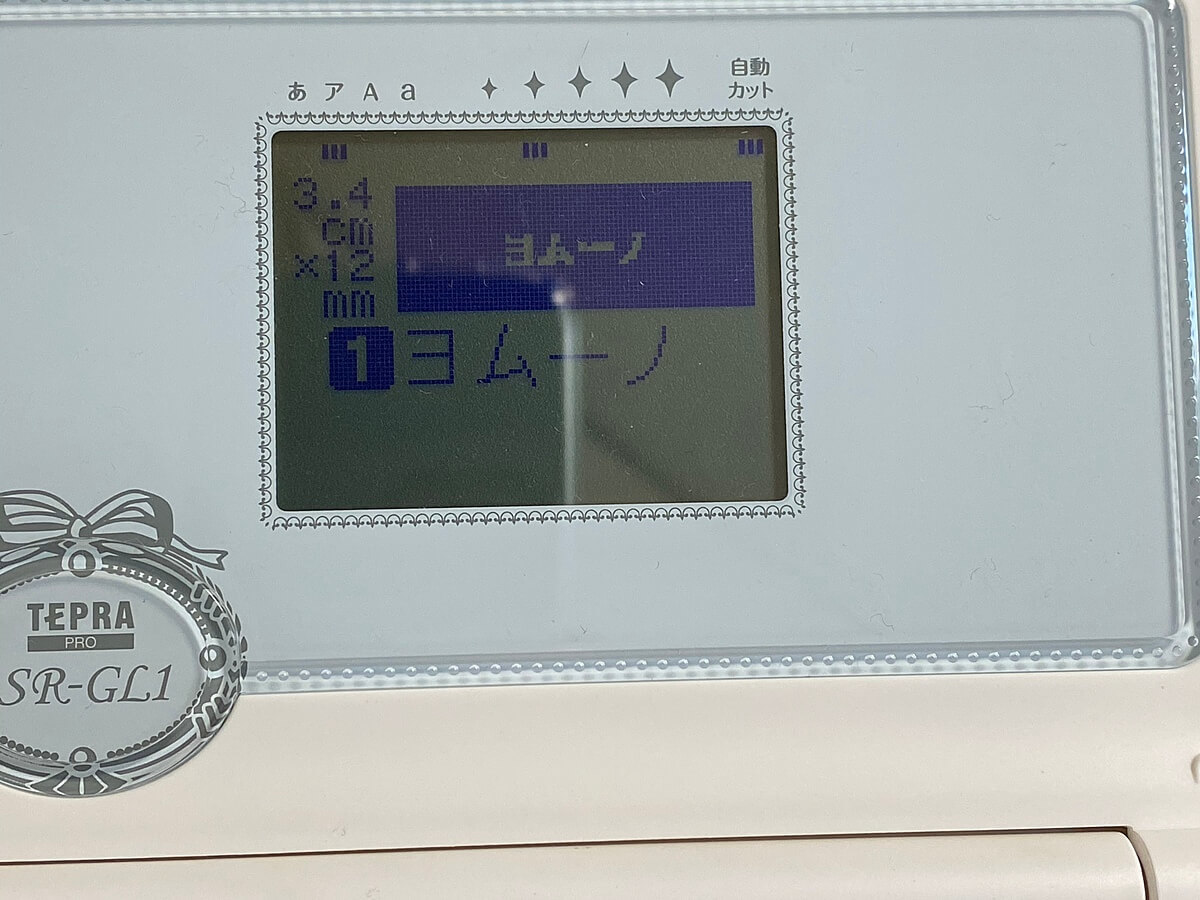 あ ア A a
自動
カット
3.4
cm
×12
mm
ヨムーノ
1ヨムーノ
TEPRA
PRO
SR-GL1